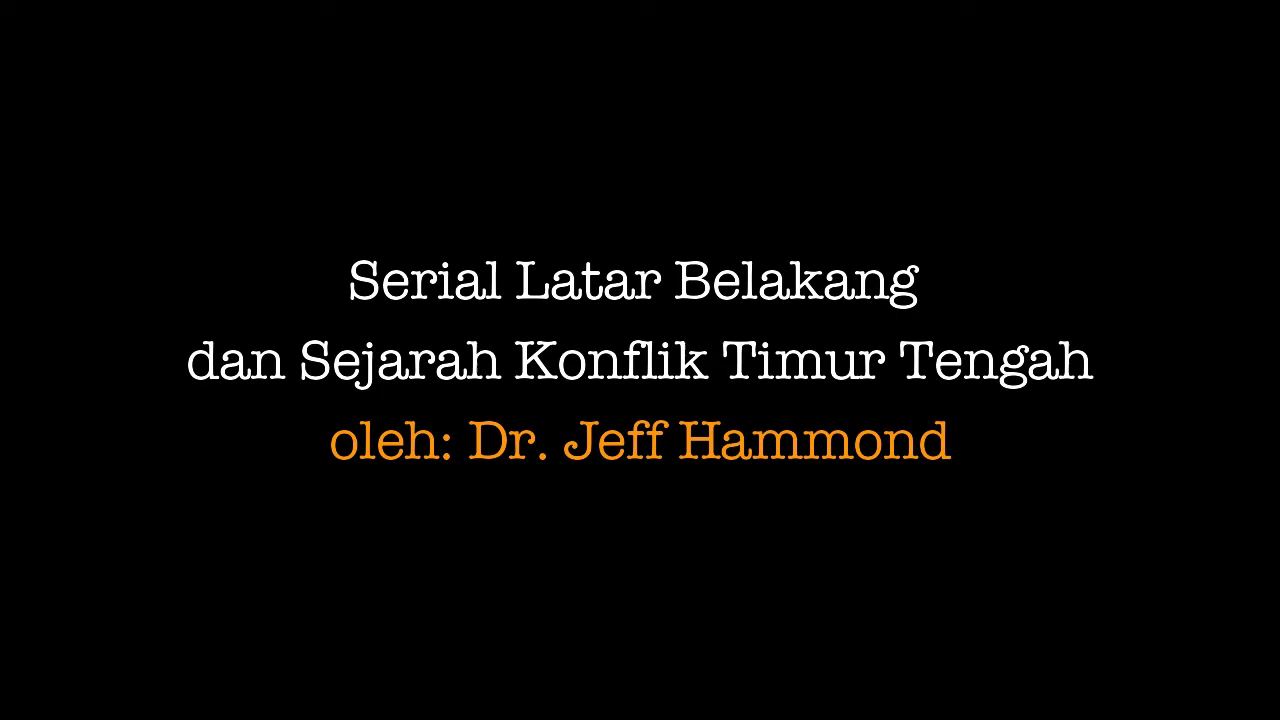 Serial Latar Belakang
dan Sejarah Konflik Timur Tengah
oleh: Dr. Jeff Hammond